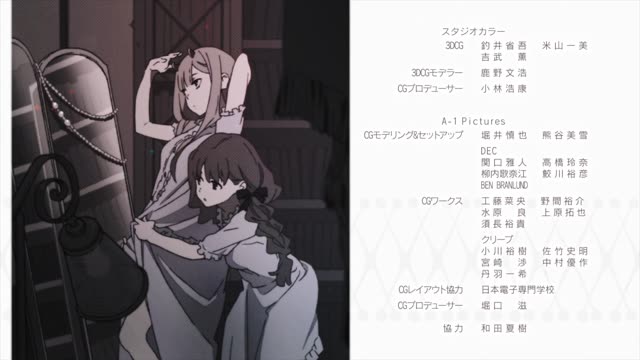 スタジオカラー
3DCG 釣井省吾 米山一美
吉武 薫
3DCGモデラー 鹿野文浩
CGプロデューサー 小林浩康
A-1 Pictures
CGモデリング&セットアップ 堀井慎也 熊谷美雪
DEC
関口雅人 高橋玲奈
柳内歌奈江 鮫川裕彦
BEN BRANLUND
CGワークス 工藤菜央 野間裕介
水原 良 上原拓也
須長裕貴
クリープ
小川裕樹 佐竹史明
宮崎 渉 中村優作
丹羽一希
CGレイアウト協力 日本電子専門学校
CGプロデューサー 堀口 滋
協力 和田夏樹